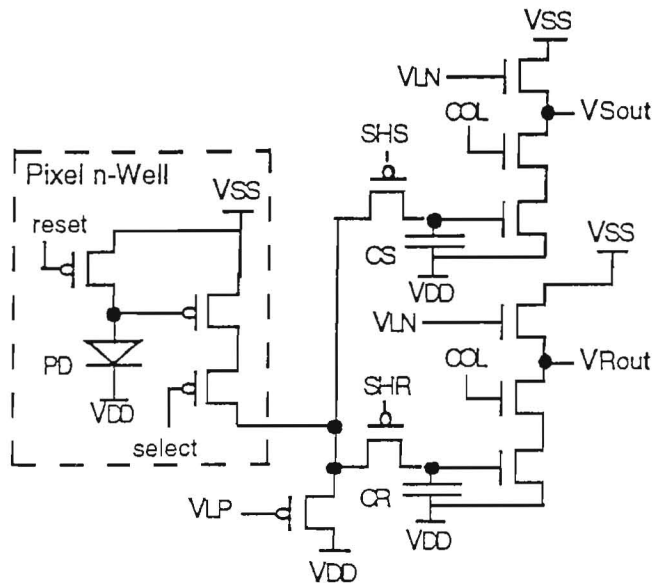 VSS
VLN
VSout
COL
SHS
Pixel n-Well
VSS
reset
CS
VDD
VSS
VLN
PD
COL
VRout
SHR
VDD
select
VLP
CR
VDD
VDD